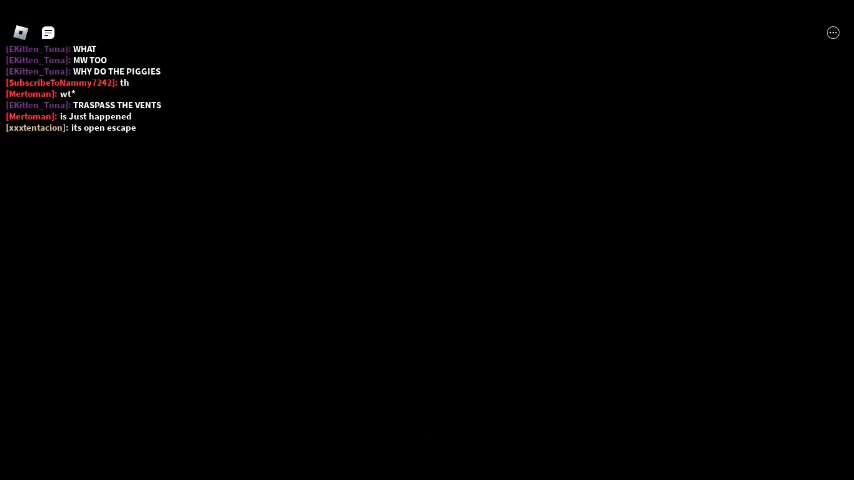 [EKitten_Tuna]: WHAT
[EKitten_Tuna]: MW TOO
[EKitten_Tuna]: WHY DO THE PIGGIES
[SubscribeToNammy7242]: th
[Mertoman]: wt*
[EKitten_Tuna]: TRASPASS THE VENTS
[Mertoman]: is Just happened
[xxxtentacion]: its open escape